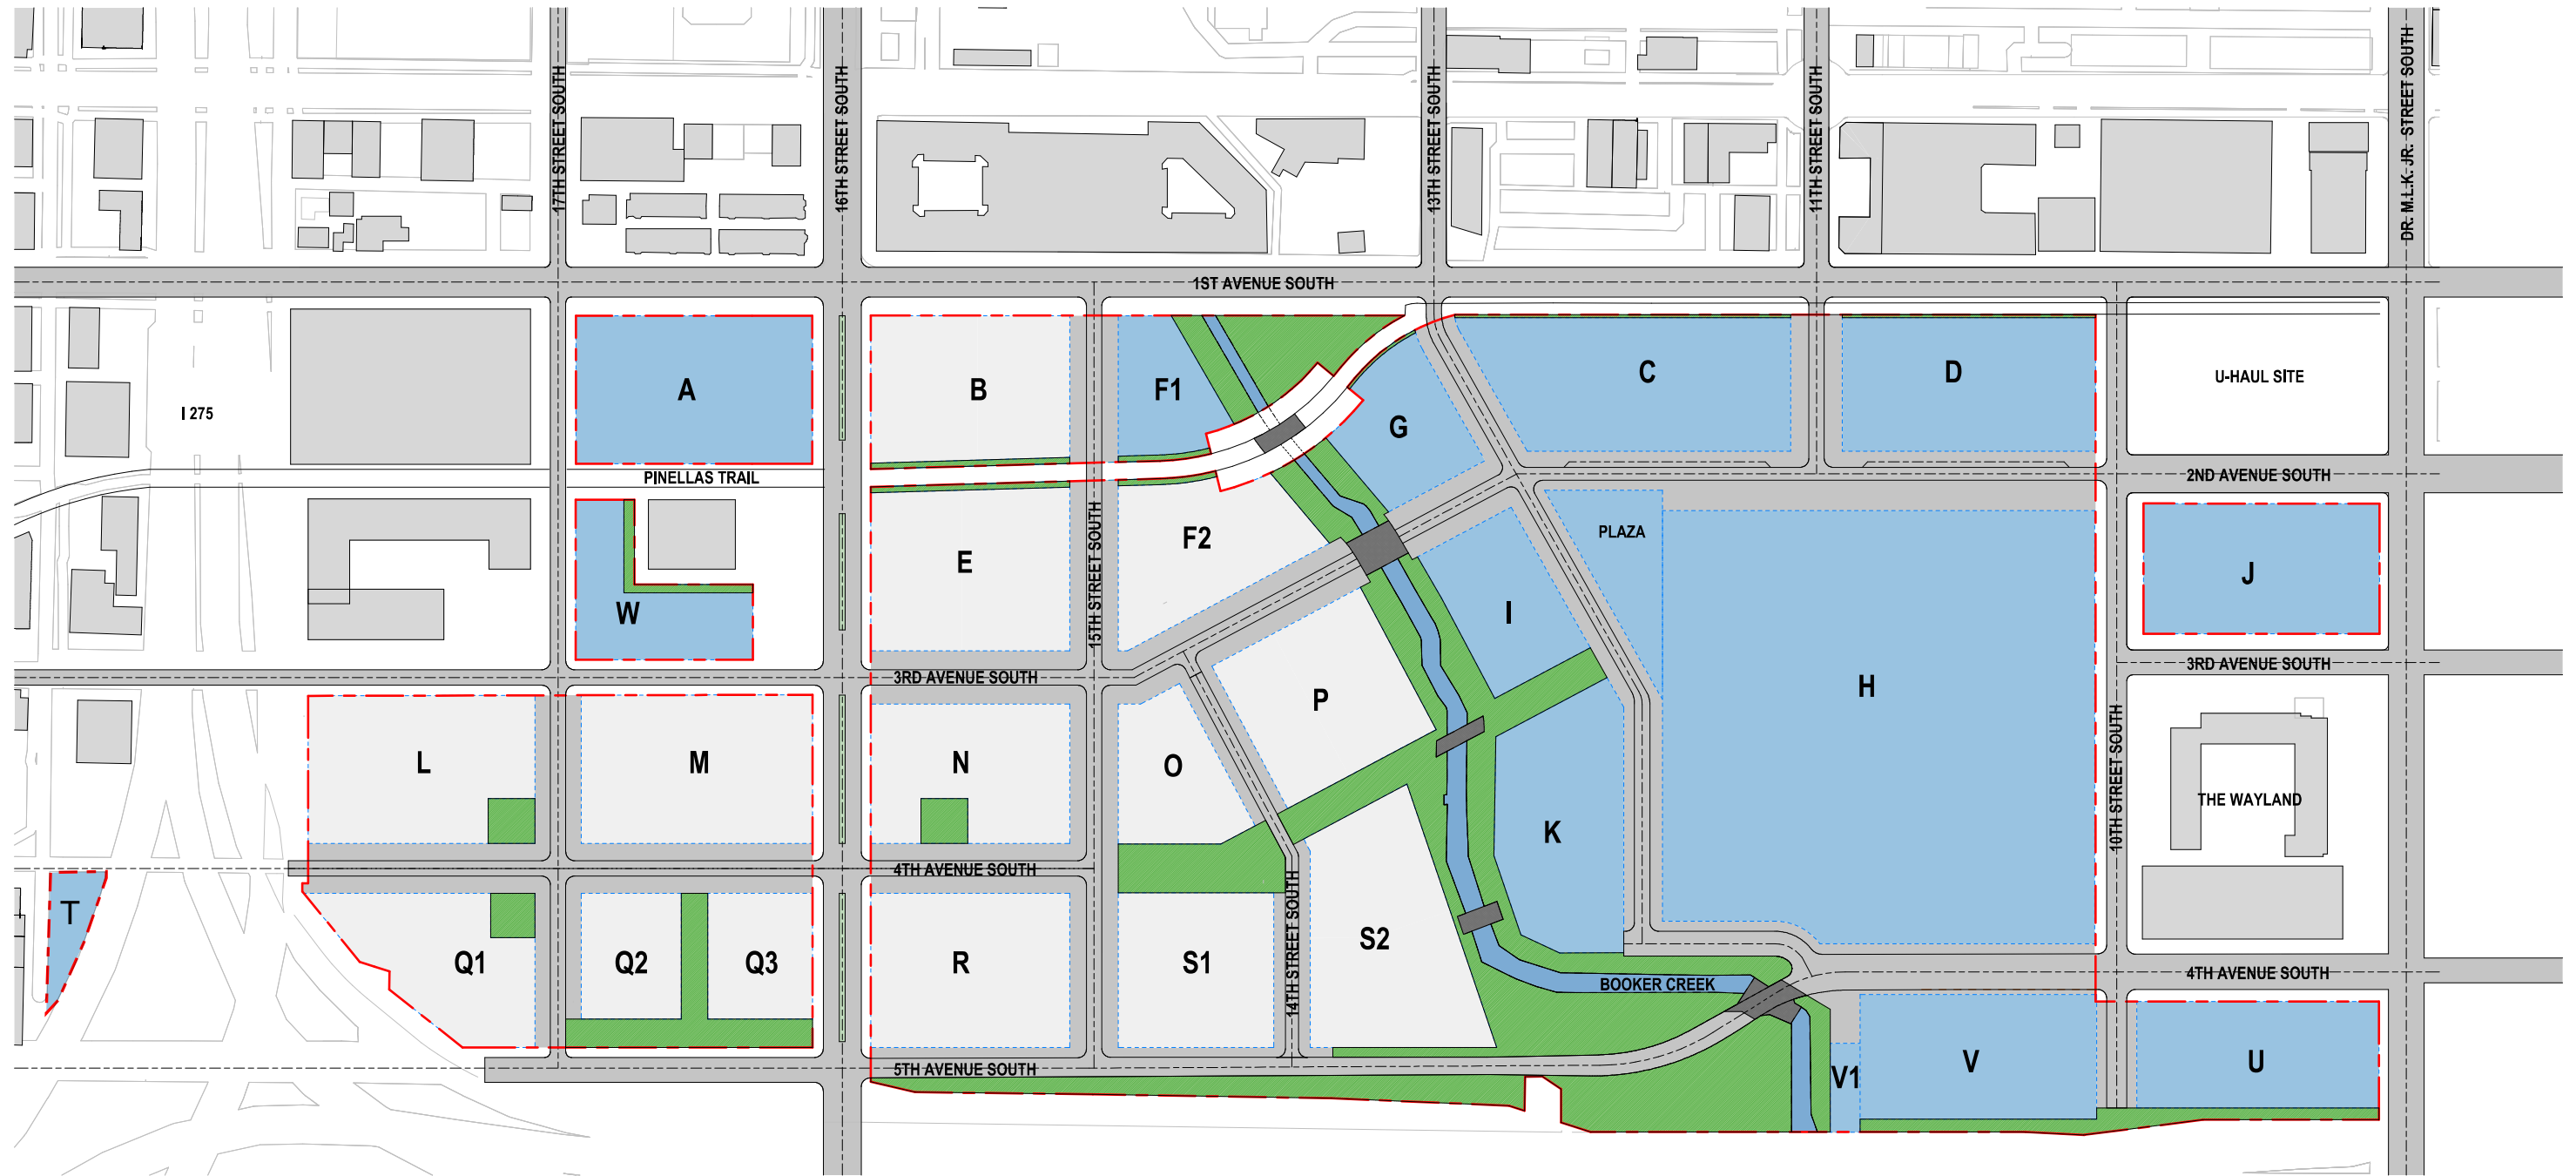 17TH STREET SOUTH
16TH STREET SOUTH
13TH STREET SOUTH
11TH STREET SOUTH
DR. M.L.K. JR. STREET SOUTH
1ST AVENUE SOUTH
A
B
F1
G
C
D
U-HAUL SITE
I 275
PINELLAS TRAIL
2ND AVENUE SOUTH
W
E
15TH STREET SOUTH
F2
I
PLAZA
J
3RD AVENUE SOUTH
3RD AVENUE SOUTH
L
M
N
O
P
K
H
10TH STREET SOUTH
THE WAYLAND
4TH AVENUE SOUTH
T
Q1
Q2
Q3
R
S1
14TH STREET SOUTH
S2
BOOKER CREEK
4TH AVENUE SOUTH
5TH AVENUE SOUTH
V1
V
U